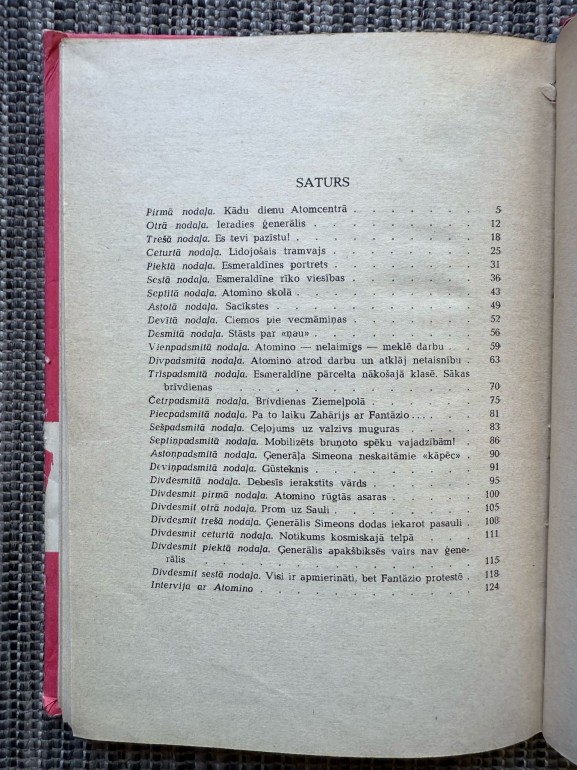 SATURS
Pirmā nodaļa. Kādu dienu Atomcentrā . . . . . . . 5
Otrā nodaļa. Ieradies ģenerālis . . . . . . . . . 12
Trešā nodaļa. Es tevi pazīstu! . . . . . . . . . . 18
Ceturtā nodaļa. Lidojošais tramvajs . . . . . . . 25
Piektā nodaļa. Esmeraldīnes portrets . . . . . . . 31
Sestā nodaļa. Esmeraldīne rīko viesības . . . . . . 36
Septītā nodaļa. Atomino skolā . . . . . . . . . 43
Astotā nodaļa. Sacīkstes . . . . . . . . . . . 49
Devītā nodaļa. Ciemos pie vecmāmiņas . . . . . . 52
Desmitā nodaļa. Stāsts par «ņau» . . . . . . . . 56
Vienpadsmitā nodaļa. Atomino — nelaimīgs — meklē darbu . 59
Divpadsmitā nodaļa. Atomino atrod darbu un atklāj netaisnību . 63
Trīspadsmitā nodaļa. Esmeraldīne pārcelta nākošajā klasē. Sākas
brīvdienas . . . . . . . . . . . . . . 70
Četrpadsmitā nodaļa. Brīvdienas Ziemeļpolā . . . . . 75
Piecpadsmitā nodaļa. Pa to laiku Zahārijs ar Fantāzio . . . . 81
Sešpadsmitā nodaļa. Ceļojums uz valzivs muguras . . . . 83
Septiņpadsmitā nodaļa. Mobilizēts bruņoto spēku vajadzībām! . 86
Astoņpadsmitā nodaļa. Ģenerāļa Simeona neskaitāmie «kāpēc» . 90
Deviņpadsmitā nodaļa. Gūsteknis . . . . . . . . 91
Divdesmitā nodaļa. Debesīs ierakstīts vārds . . . . . 95
Divdesmit pirmā nodaļa. Atomino rūgtās asaras . . . . 100
Divdesmit otrā nodaļa. Prom uz Sauli . . . . . . . 105
Divdesmit trešā nodaļa. Ģenerālis Simeons dodas iekarot pasauli . 108
Divdesmit ceturtā nodaļa. Notikums kosmiskajā telpā . . . 111
Divdesmit piektā nodaļa. Ģenerālis apakšbiksēs vairs nav ģene-
rālis . . . . . . . . . . . . . . . . 115
Divdesmit sestā nodaļa. Visi ir apmierināti, bet Fantāzio protestē . 118
Intervija ar Atomino . . . . . . . . . . . . 124